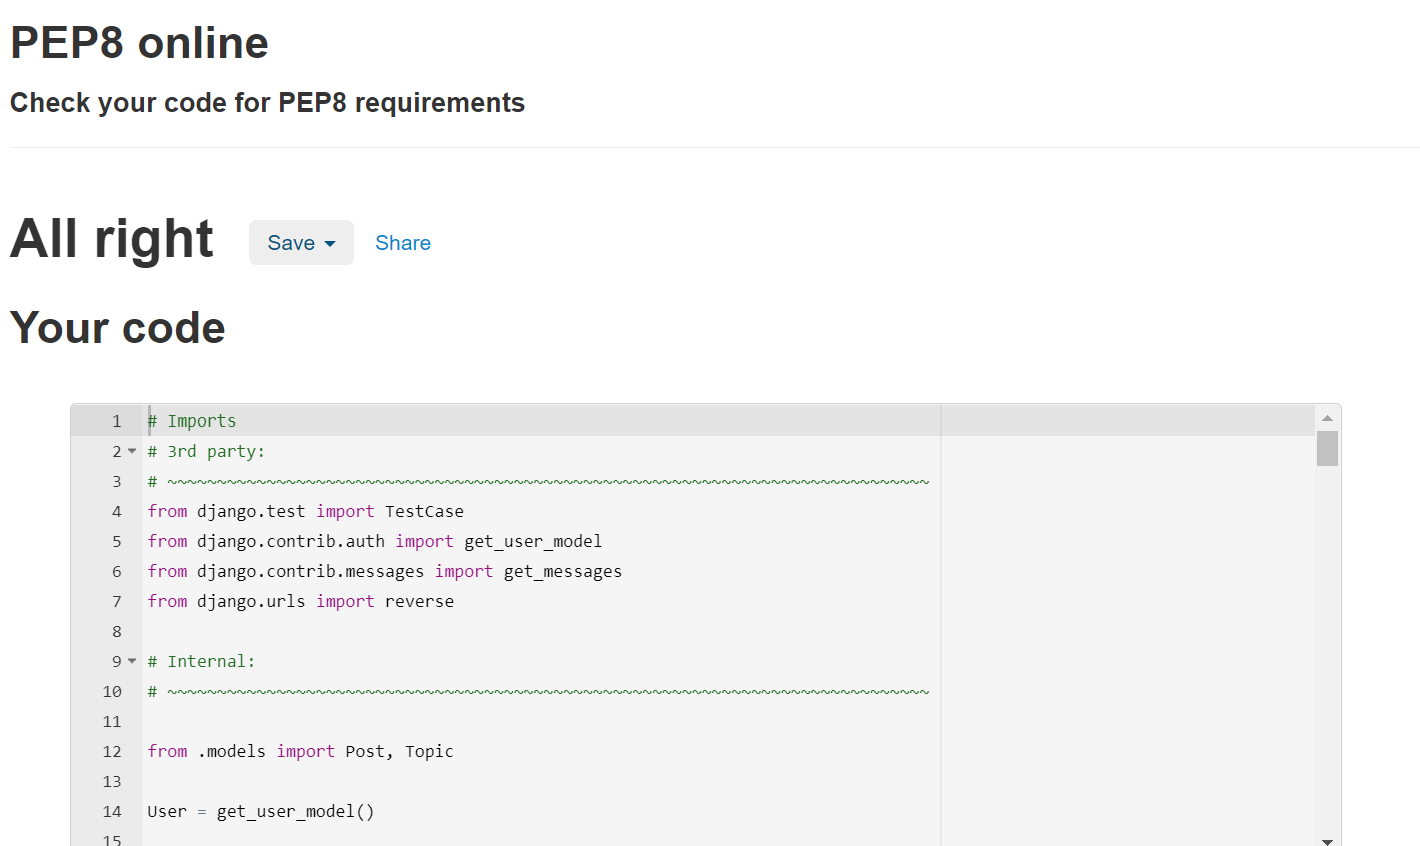 PEP8 online
Check your code for PEP8 requirements
All right Save Share
Your code
1 # Imports
2 # 3rd party:
3 # ~~~~~~~~~~~~~~~~~~~~~~~~~~~~~~~~~~~~~~~~~~~~~~~~~~~~~~~~~~~~~~~~~~~~~~~~~~~~~
4 from django.test import TestCase
5 from django.contrib.auth import get_user_model
6 from django.contrib.messages import get_messages
7 from django.urls import reverse
8
9 # Internal:
10 # ~~~~~~~~~~~~~~~~~~~~~~~~~~~~~~~~~~~~~~~~~~~~~~~~~~~~~~~~~~~~~~~~~~~~~~~~~~~~~
11
12 from .models import Post, Topic
13
14 User = get_user_model()
15